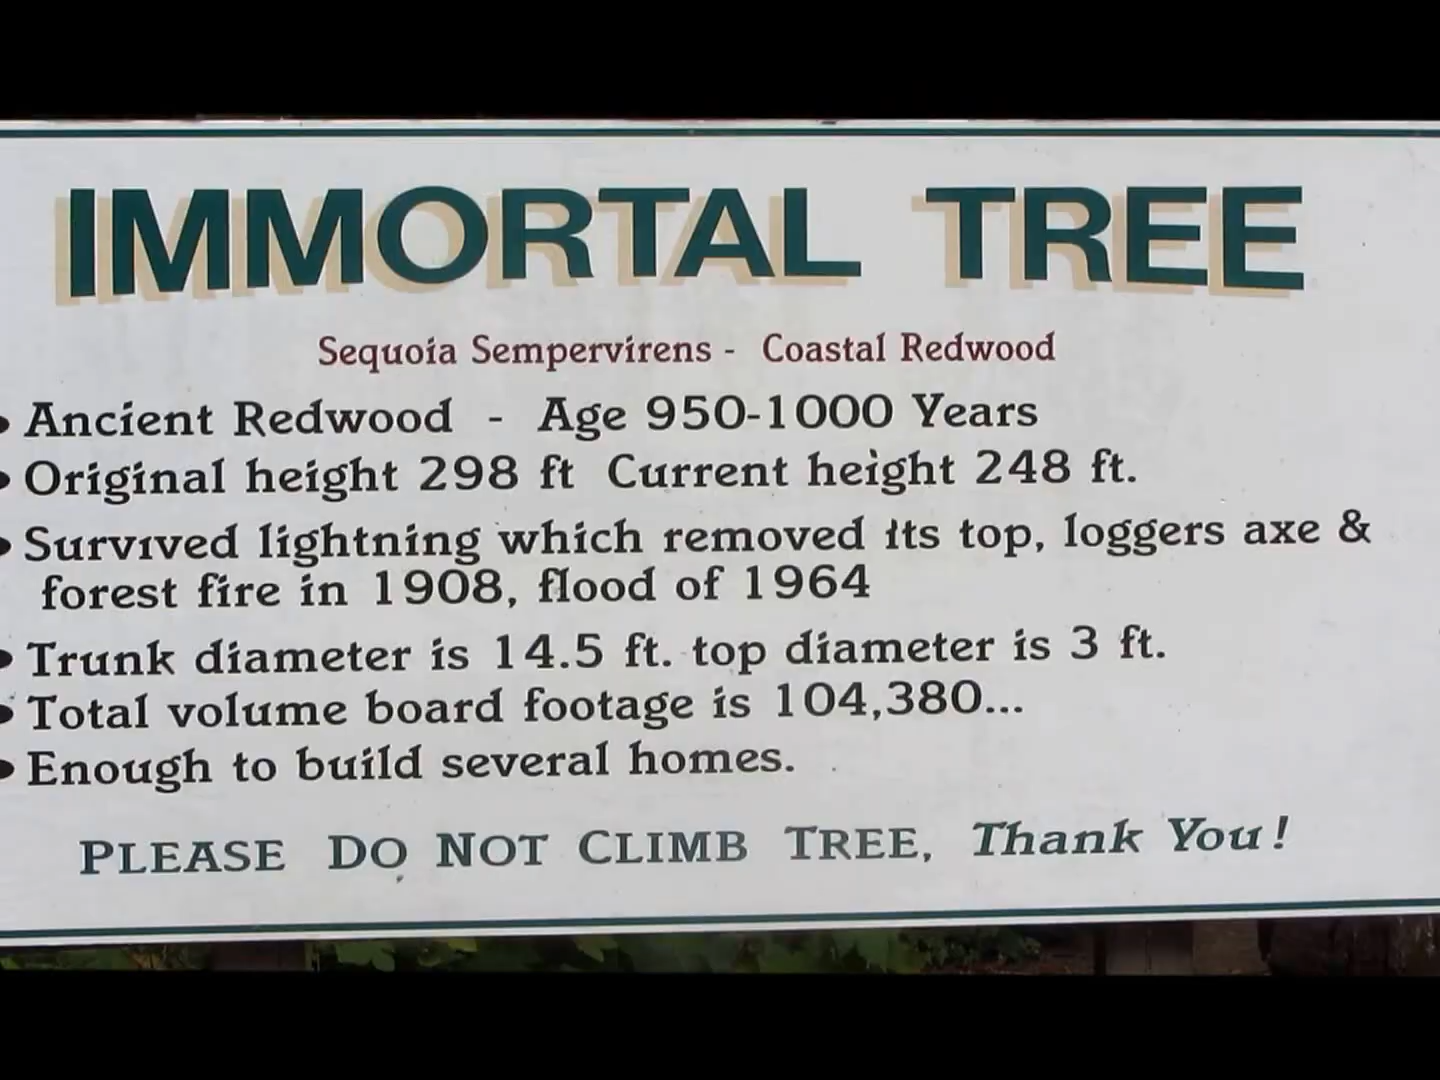 IMMORTAL TREE
Sequoia Sempervirens - Coastal Redwood
• Ancient Redwood - Age 950-1000 Years
• Original height 298 ft Current height 248 ft.
• Survived lightning which removed its top, loggers axe &
forest fire in 1908, flood of 1964
• Trunk diameter is 14.5 ft. top diameter is 3 ft.
• Total volume board footage is 104,380...
• Enough to build several homes.
PLEASE DO NOT CLIMB TREE, Thank You!